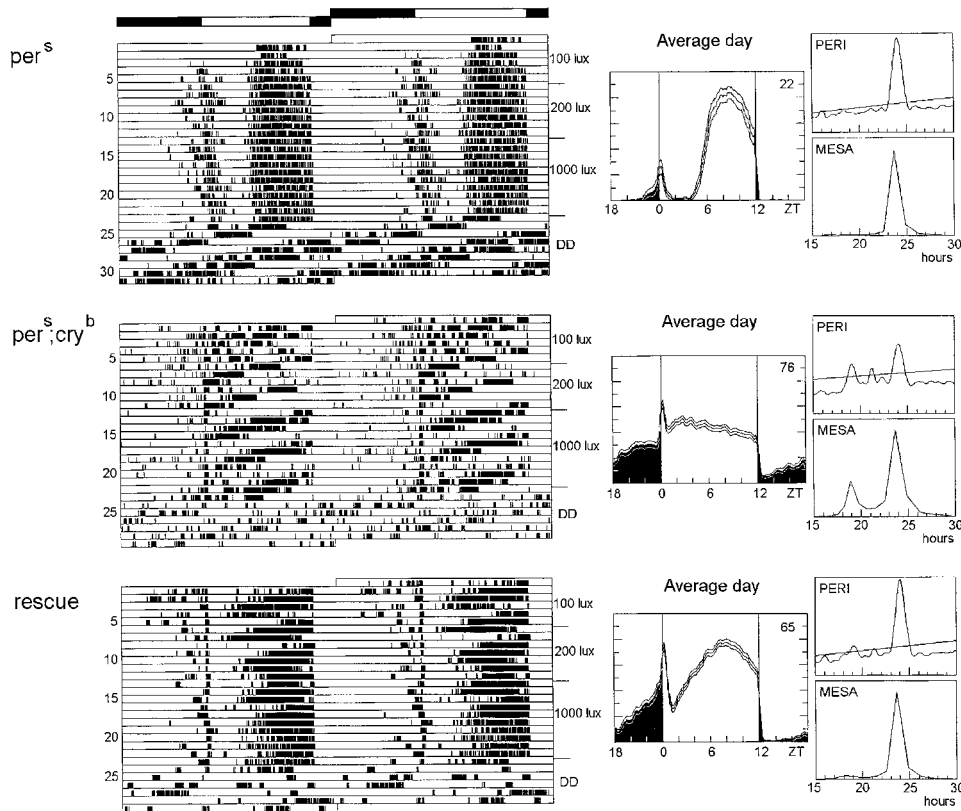 per s
5
10
15
20
25
30
100 lux
200 lux
1000 lux
DD
Average day
22
18 0 6 12 ZT
PERI
MESA
15 20 25 30
hours
per s ;cry b
5
10
15
20
25
100 lux
200 lux
1000 lux
DD
Average day
76
18 0 6 12 ZT
PERI
MESA
15 20 25 30
hours
rescue
5
10
15
20
25
100 lux
200 lux
1000 lux
DD
Average day
65
18 0 6 12 ZT
PERI
MESA
15 20 25 30
hours